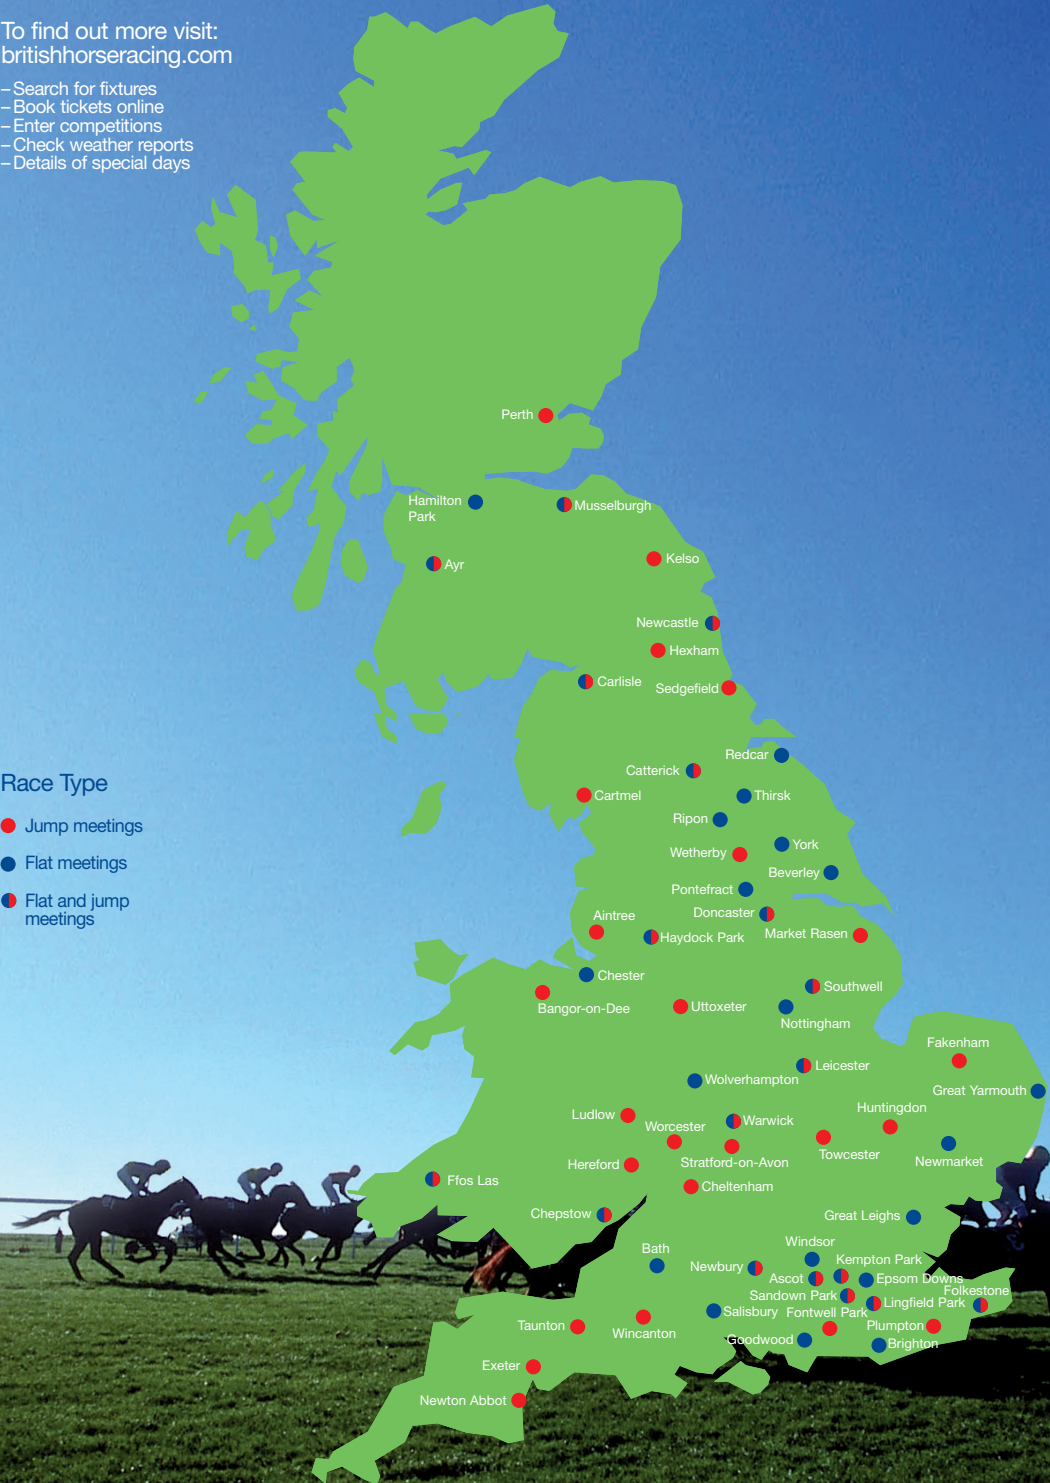 To find out more visit:
britishhorseracing.com
– Search for fixtures
– Book tickets online
– Enter competitions
– Check weather reports
– Details of special days
Perth
Hamilton
Park
Musselburgh
Ayr
Kelso
Newcastle
Hexham
Carlisle
Sedgefield
Redcar
Catterick
Race Type
Cartmel
Thirsk
Jump meetings
Ripon
York
Wetherby
Flat meetings
Beverley
Pontefract
Flat and jump
meetings
Aintree
Doncaster
Haydock Park
Market Rasen
Chester
Southwell
Bangor-on-Dee
Uttoxeter
Nottingham
Fakenham
Leicester
Wolverhampton
Great Yarmouth
Huntingdon
Ludlow
Worcester
Warwick
Towcester
Hereford
Stratford-on-Avon
Newmarket
Ffos Las
Cheltenham
Chepstow
Great Leighs
Windsor
Bath
Kempton Park
Newbury
Ascot
Epsom Downs
Folkestone
Sandown Park
Lingfield Park
Salisbury
Fontwell Park
Taunton
Wincanton
Plumpton
Goodwood
Brighton
Exeter
Newton Abbot